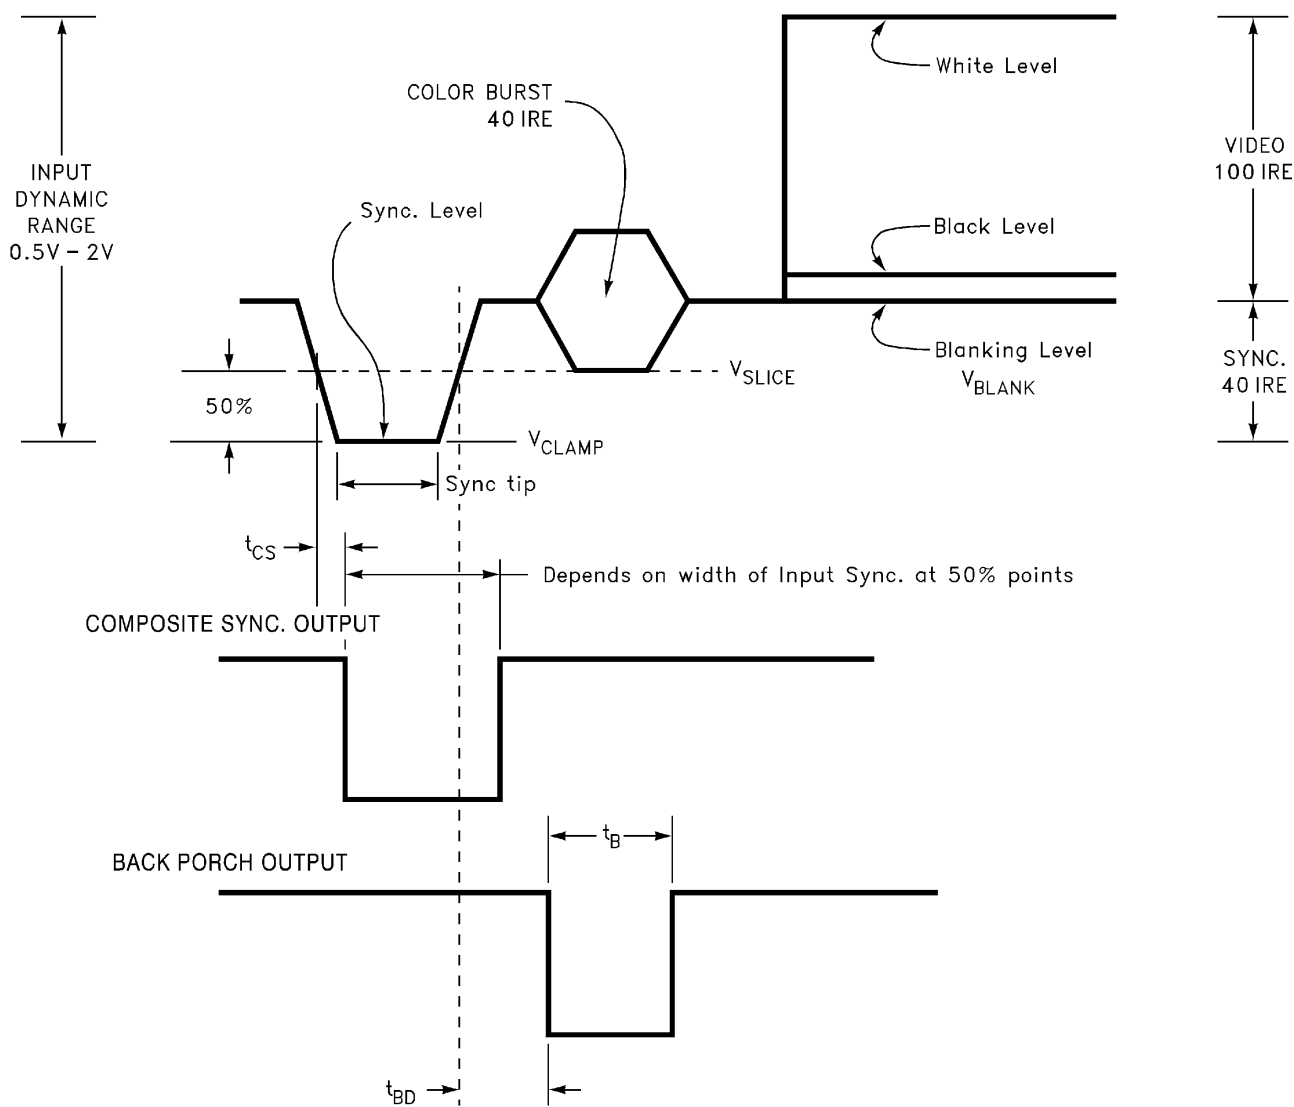 White Level
COLOR BURST
40 IRE
VIDEO
100 IRE
INPUT
DYNAMIC
RANGE
0.5V – 2V
Sync. Level
Black Level
Blanking Level
VBLANK
SYNC.
40 IRE
VSLICE
50%
VCLAMP
Sync tip
tCS
Depends on width of Input Sync. at 50% points
COMPOSITE SYNC. OUTPUT
tB
BACK PORCH OUTPUT
tBD